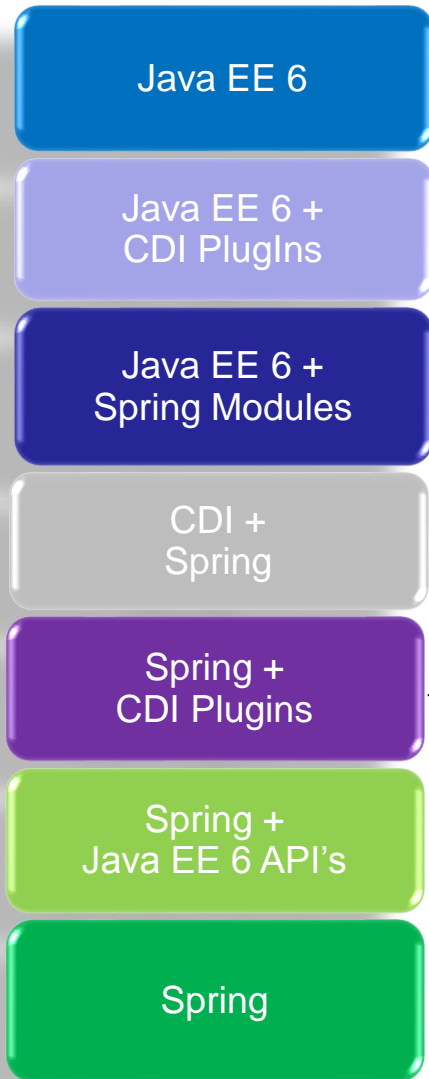 Java EE 6
Java EE 6 +
CDI PlugIns
Java EE 6 +
Spring Modules
CDI +
Spring
Spring +
CDI Plugins
Spring +
Java EE 6 API's
Spring